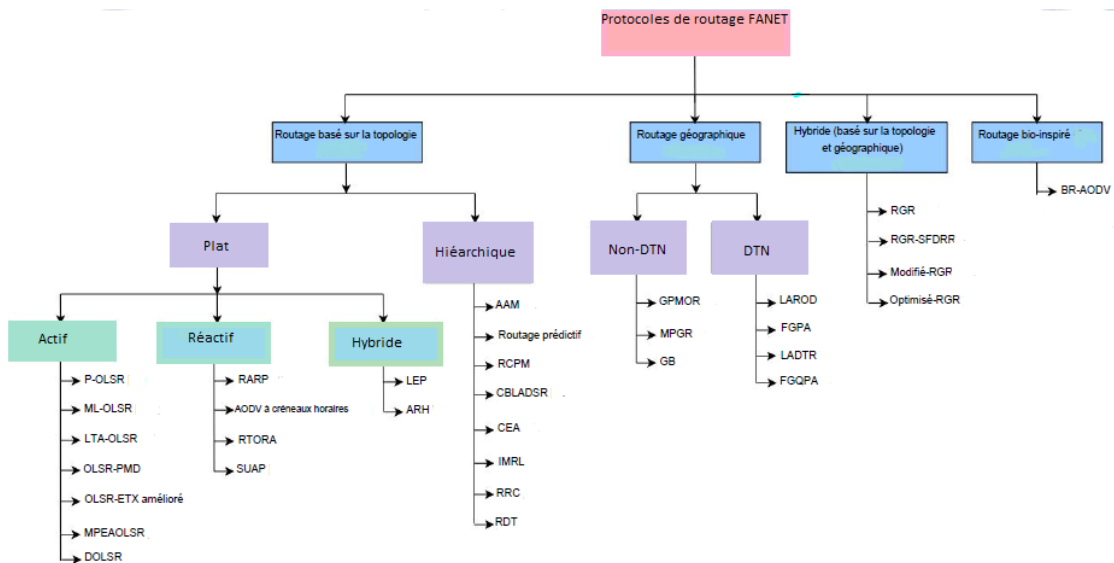 Protocoles de routage FANET
Routage basé sur la topologie
Routage géographique
Hybride (basé sur la topologie
et géographique)
Routage bio-inspiré
BR-AODV
RGR
RGR-SFDRR
Modifié-RGR
Optimisé-RGR
Plat
Hiéarchique
Non-DTN
DTN
AAM
Routage prédictif
RCPM
CBLADSR
CEA
IMRL
RRC
RDT
GPMOR
MPGR
GB
LAROD
FGPA
LADTR
FGQPA
Actif
Réactif
Hybride
P-OLSR
ML-OLSR
LTA-OLSR
OLSR-PMD
OLSR-ETX amélioré
MPEAOLSR
DOLSR
RARP
AODV à créneaux horaires
RTORA
SUAP
LEP
ARH